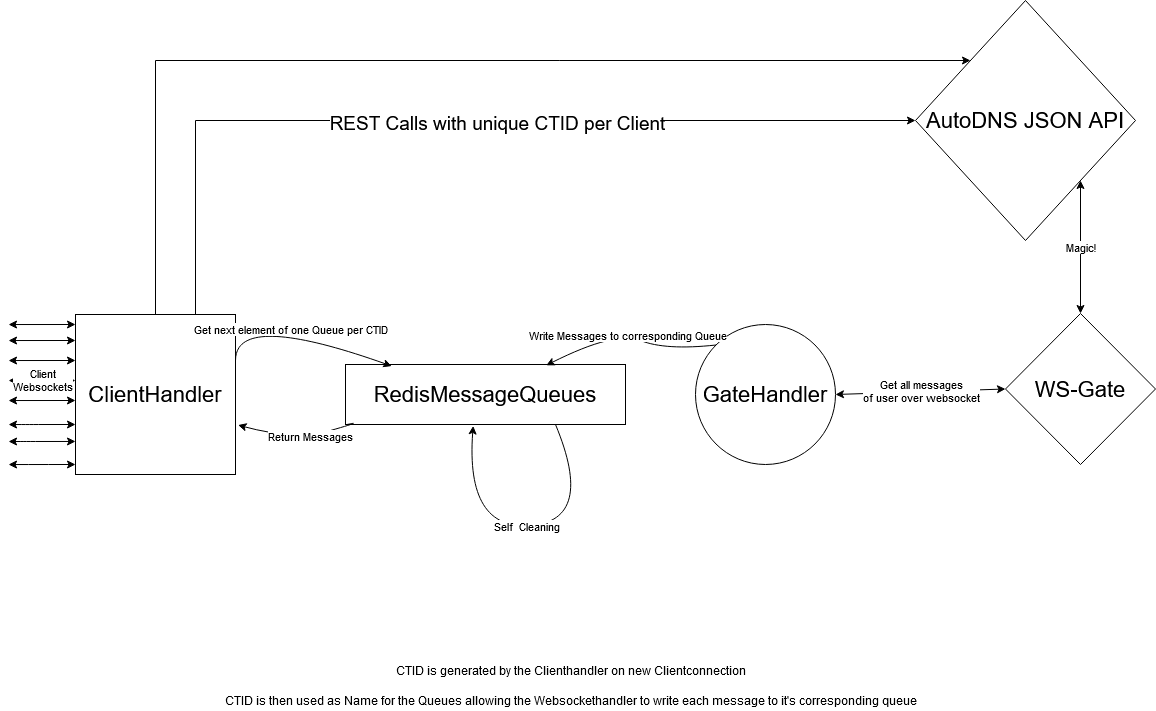 REST Calls with unique CTID per Client
AutoDNS JSON API
Magic!
Get next element of one Queue per CTID
Write Messages to corresponding Queue
Client
Websockets
ClientHandler
RedisMessageQueues
GateHandler
Get all messages
of user over websocket
WS-Gate
Return Messages
Self Cleaning
CTID is generated by the Clienthandler on new Clientconnection
CTID is then used as Name for the Queues allowing the Websockethandler to write each message to it's corresponding queue